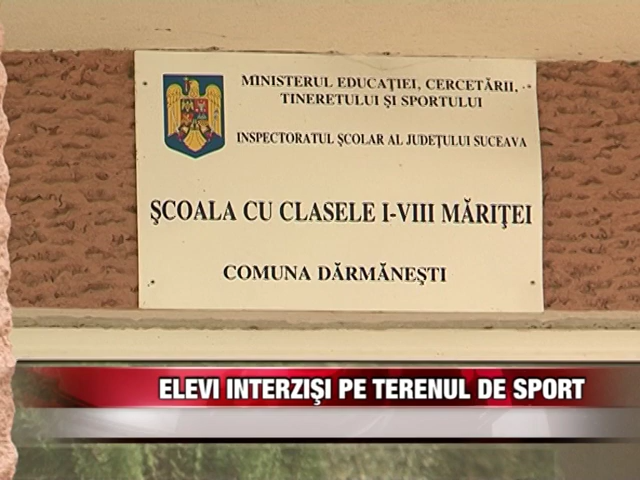 MINISTERUL EDUCAŢIEI, CERCETĂRII,
TINERETULUI ŞI SPORTULUI
INSPECTORATUL ŞCOLAR AL JUDEŢULUI SUCEAVA
ŞCOALA CU CLASELE I-VIII MĂRIŢEI
COMUNA DĂRMĂNEŞTI
ELEVI INTERZIŞI PE TERENUL DE SPORT